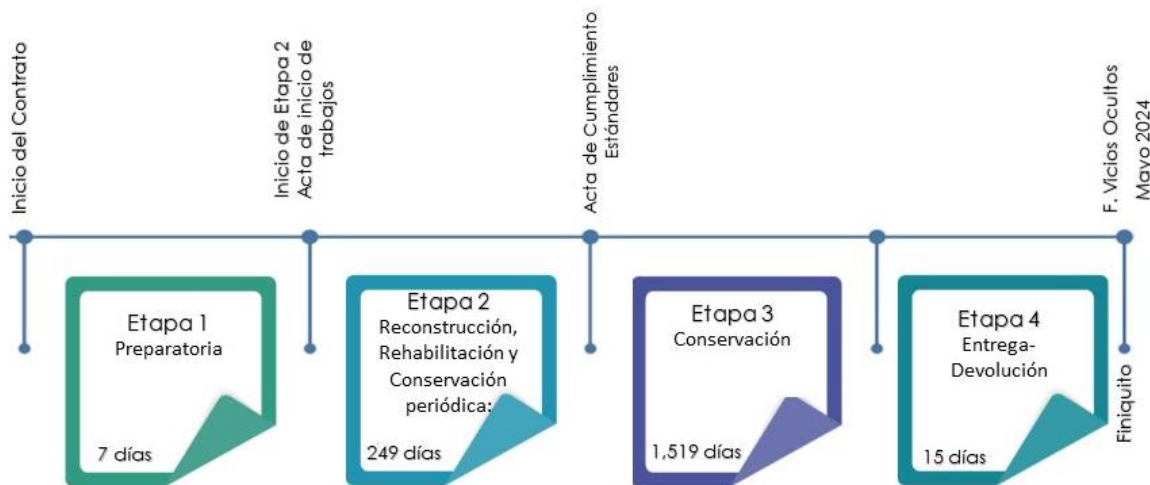 Inicio del Contrato
Inicio de Etapa 2
Acta de inicio de
trabajos
Acta de Cumplimiento
Estándares
F. Vicios Ocultos
Mayo 2024
Etapa 1
Preparatoria
7 días
Etapa 2
Reconstrucción,
Rehabilitación y
Conservación
periódica:
249 días
Etapa 3
Conservación
1,519 días
Etapa 4
Entrega-
Devolución
15 días
Finiquito